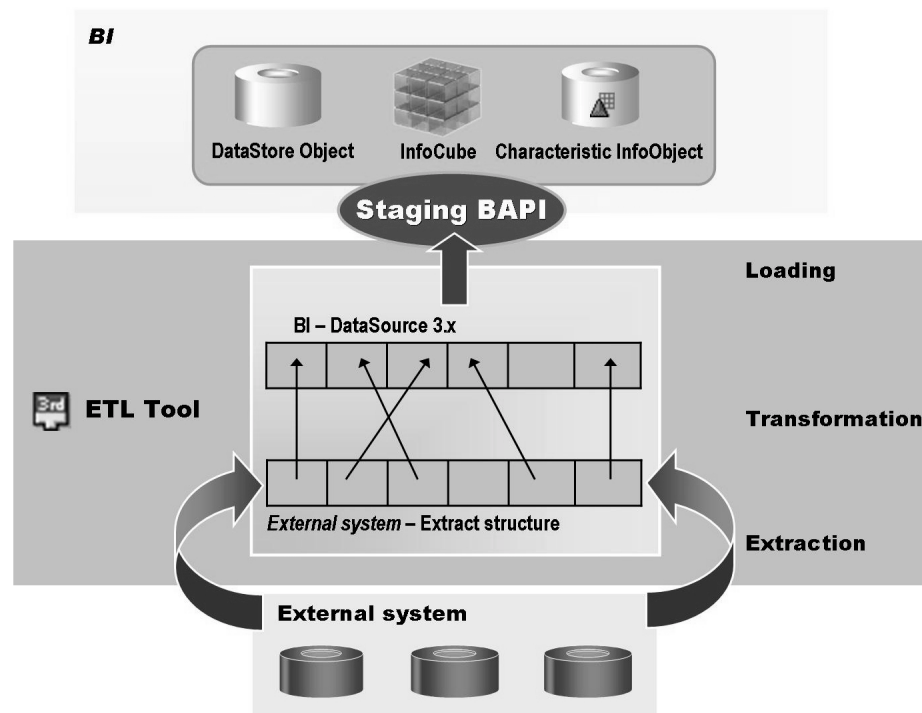 BI
DataStore Object
InfoCube
Characteristic InfoObject
Staging BAPI
Loading
BI – DataSource 3.x
3rd
ETL Tool
Transformation
External system – Extract structure
Extraction
External system